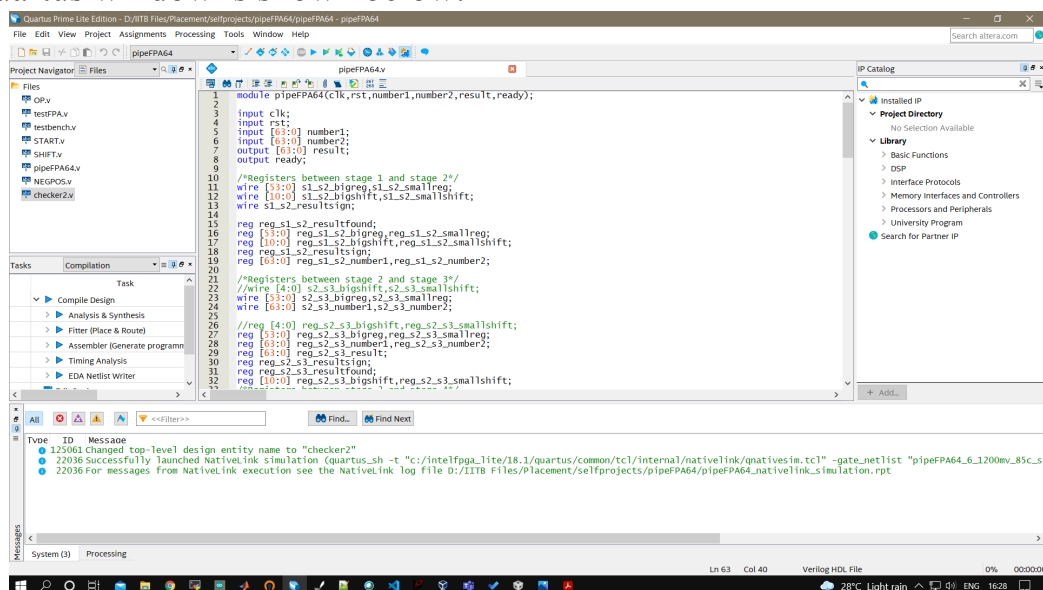 Quartus Prime Lite Edition - D:/IITB Files/Placement/selfprojects/pipeFPA64/pipeFPA64 - pipeFPA64
File Edit View Project Assignments Processing Tools Window Help
Search altera.com
pipeFPA64
Project Navigator Files
pipeFPA64.v
IP Catalog
Files
OP.v
testFPA.v
testbench.v
START.v
SHIFT.v
pipeFPA64.v
NEGPOS.v
checker2.v
Tasks Compilation
Task
Compile Design
Analysis & Synthesis
Fitter (Place & Route)
Assembler (Generate programm
Timing Analysis
EDA Netlist Writer
1 module pipeFPA64(clk,rst,number1,number2,result,ready);
2
3 input clk;
4 input rst;
5 input [63:0] number1;
6 input [63:0] number2;
7 output [63:0] result;
8 output ready;
9
10 /*Registers between stage 1 and stage 2*/
11 wire [53:0] s1_s2_bigreg,s1_s2_smallreg;
12 wire [10:0] s1_s2_bigshift,s1_s2_smallshift;
13 wire s1_s2_resultsign;
14
15 reg reg_s1_s2_resultfound;
16 reg [53:0] reg_s1_s2_bigreg,reg_s1_s2_smallreg;
17 reg [10:0] reg_s1_s2_bigshift,reg_s1_s2_smallshift;
18 reg reg_s1_s2_resultsign;
19 reg [63:0] reg_s1_s2_number1,reg_s1_s2_number2;
20
21 /*Registers between stage 2 and stage 3*/
22 //wire [4:0] s2_s3_bigshift,s2_s3_smallshift;
23 wire [53:0] s2_s3_bigreg,s2_s3_smallreg;
24 wire [63:0] s2_s3_number1,s2_s3_number2;
25
26 //reg [4:0] reg_s2_s3_bigshift,reg_s2_s3_smallshift;
27 reg [53:0] reg_s2_s3_bigreg,reg_s2_s3_smallreg;
28 reg [63:0] reg_s2_s3_number1,reg_s2_s3_number2;
29 reg [63:0] reg_s2_s3_result;
30 reg reg_s2_s3_resultsign;
31 reg reg_s2_s3_resultfound;
32 reg [10:0] reg_s2_s3_bigshift,reg_s2_s3_smallshift;
Installed IP
Project Directory
No Selection Available
Library
Basic Functions
DSP
Interface Protocols
Memory Interfaces and Controllers
Processors and Peripherals
University Program
Search for Partner IP
+ Add...
All <<Filter>> Find... Find Next
Type ID Message
125061 Changed top-level design entity name to "checker2"
22036 Successfully launched NativeLink simulation (quartus_sh -t "c:/intelfpga_lite/18.1/quartus/common/tcl/internal/nativelink/qnativesim.tcl" -gate_netlist "pipeFPA64_6_1200mv_85c_s
22036 For messages from NativeLink execution see the NativeLink log file D:/IITB Files/Placement/selfprojects/pipeFPA64/pipeFPA64_nativelink_simulation.rpt
Messages
System (3) Processing
Ln 63 Col 40 Verilog HDL File 0% 00:00:0
28°C Light rain ENG 16:28